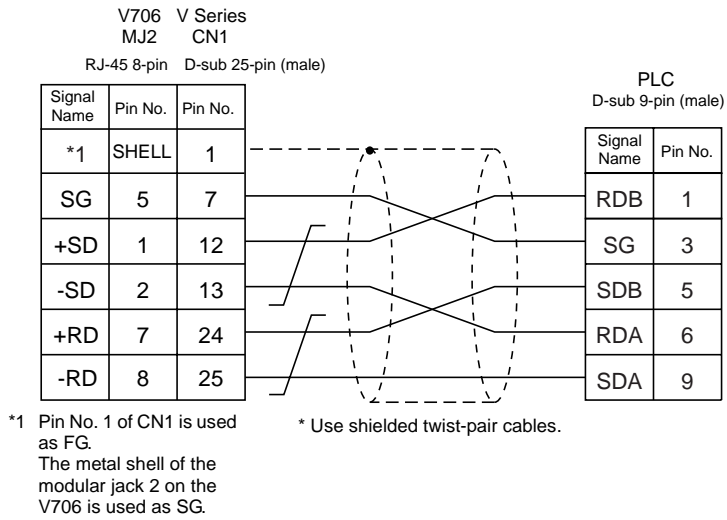 V706 V Series
MJ2 CN1
RJ-45 8-pin D-sub 25-pin (male)
PLC
D-sub 9-pin (male)
Signal Name Pin No. Pin No.
*1 SHELL 1
SG 5 7
+SD 1 12
-SD 2 13
+RD 7 24
-RD 8 25
Signal Name Pin No.
RDB 1
SG 3
SDB 5
RDA 6
SDA 9
*1 Pin No. 1 of CN1 is used
as FG.
The metal shell of the
modular jack 2 on the
V706 is used as SG.
* Use shielded twist-pair cables.